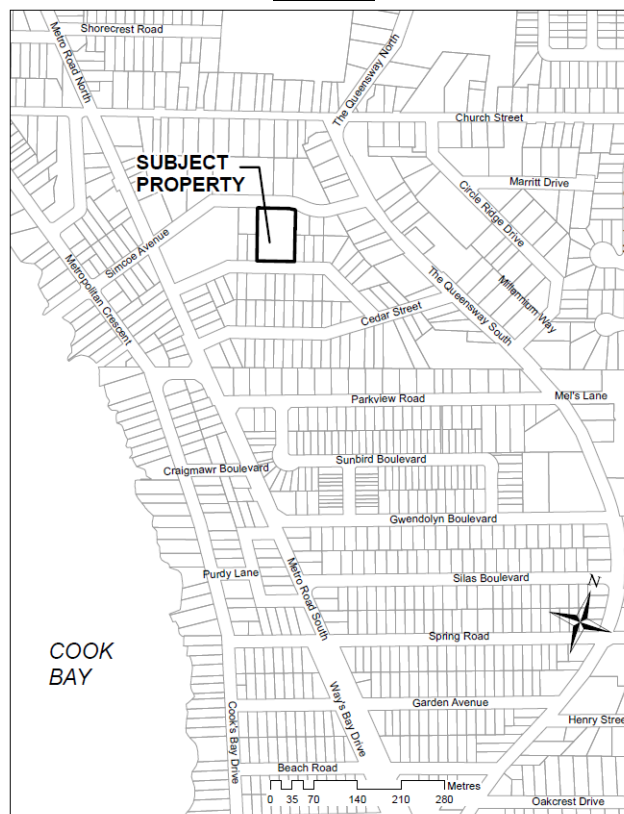 Shorecrest Road
Metro Road North
The Queensway North
Church Street
SUBJECT
PROPERTY
Marritt Drive
Circle Ridge Drive
Simcoe Avenue
Metropolitan Crescent
The Queensway South
Millennium Way
Cedar Street
Parkview Road
Mel's Lane
Sunbird Boulevard
Craigmawr Boulevard
Gwendolyn Boulevard
Metro Road South
Purdy Lane
Silas Boulevard
N
Spring Road
COOK
BAY
Way's Bay Drive
Garden Avenue
Cook's Bay Drive
Henry Stree
Beach Road
Metres
0 35 70 140 210 280
Oakcrest Drive